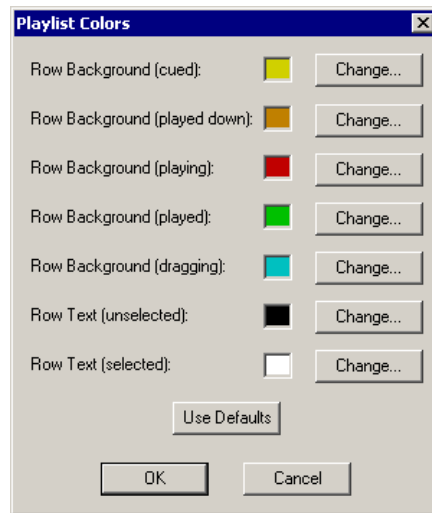 Playlist Colors
Row Background (cued): Change...
Row Background (played down): Change...
Row Background (playing): Change...
Row Background (played): Change...
Row Background (dragging): Change...
Row Text (unselected): Change...
Row Text (selected): Change...
Use Defaults
OK Cancel